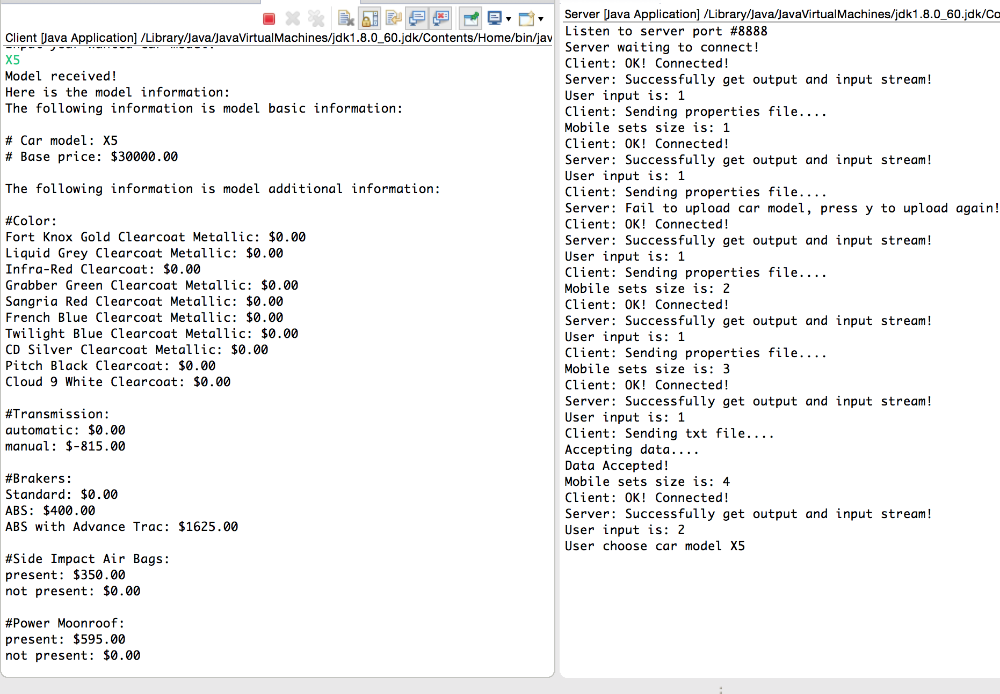 Client [Java Application] /Library/Java/JavaVirtualMachines/jdk1.8.0_60.jdk/Contents/Home/bin/jav
X5
Model received!
Here is the model information:
The following information is model basic information:
# Car model: X5
# Base price: $30000.00
The following information is model additional information:
#Color:
Fort Knox Gold Clearcoat Metallic: $0.00
Liquid Grey Clearcoat Metallic: $0.00
Infra-Red Clearcoat: $0.00
Grabber Green Clearcoat Metallic: $0.00
Sangria Red Clearcoat Metallic: $0.00
French Blue Clearcoat Metallic: $0.00
Twilight Blue Clearcoat Metallic: $0.00
CD Silver Clearcoat Metallic: $0.00
Pitch Black Clearcoat: $0.00
Cloud 9 White Clearcoat: $0.00
#Transmission:
automatic: $0.00
manual: $-815.00
#Brakers:
Standard: $0.00
ABS: $400.00
ABS with Advance Trac: $1625.00
#Side Impact Air Bags:
present: $350.00
not present: $0.00
#Power Moonroof:
present: $595.00
not present: $0.00
Server [Java Application] /Library/Java/JavaVirtualMachines/jdk1.8.0_60.jdk/Co
Listen to server port #8888
Server waiting to connect!
Client: OK! Connected!
Server: Successfully get output and input stream!
User input is: 1
Client: Sending properties file....
Mobile sets size is: 1
Client: OK! Connected!
Server: Successfully get output and input stream!
User input is: 1
Client: Sending properties file....
Server: Fail to upload car model, press y to upload again!
Client: OK! Connected!
Server: Successfully get output and input stream!
User input is: 1
Client: Sending properties file....
Mobile sets size is: 2
Client: OK! Connected!
Server: Successfully get output and input stream!
User input is: 1
Client: Sending properties file....
Mobile sets size is: 3
Client: OK! Connected!
Server: Successfully get output and input stream!
User input is: 1
Client: Sending txt file....
Accepting data....
Data Accepted!
Mobile sets size is: 4
Client: OK! Connected!
Server: Successfully get output and input stream!
User input is: 2
User choose car model X5